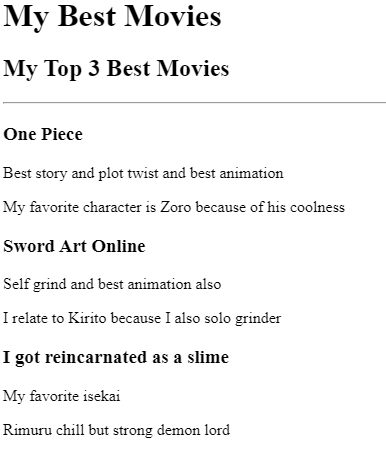 My Best Movies
My Top 3 Best Movies
One Piece
Best story and plot twist and best animation
My favorite character is Zoro because of his coolness
Sword Art Online
Self grind and best animation also
I relate to Kirito because I also solo grinder
I got reincarnated as a slime
My favorite isekai
Rimuru chill but strong demon lord